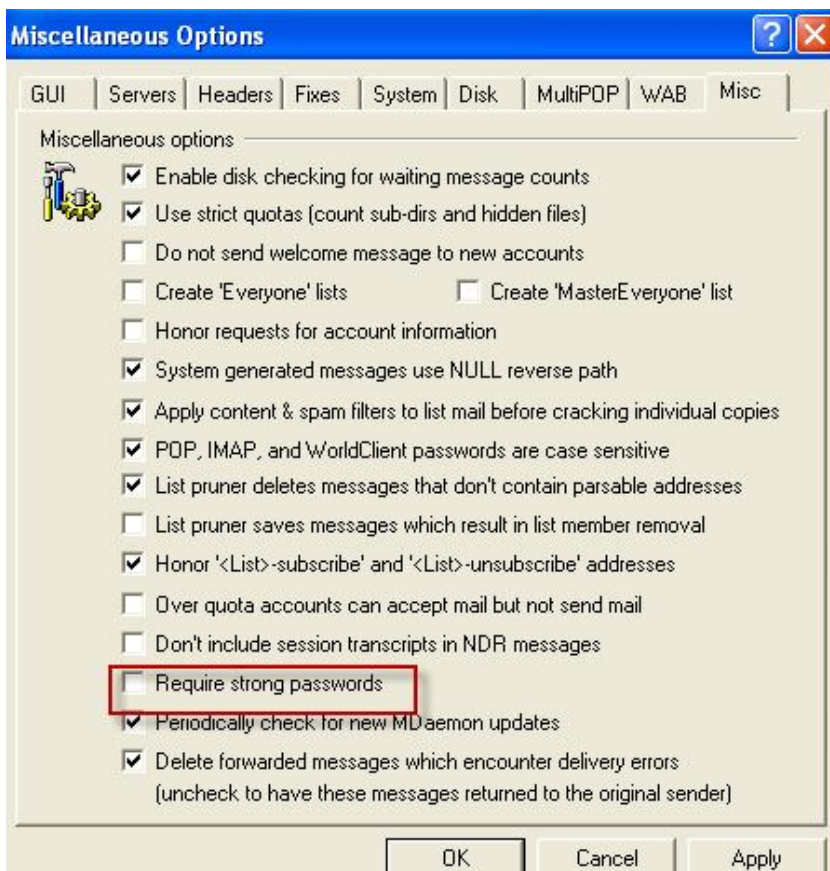 Miscellaneous Options
GUI Servers Headers Fixes System Disk MultiPOP WAB Misc
Miscellaneous options
Enable disk checking for waiting message counts
Use strict quotas (count sub-dirs and hidden files)
Do not send welcome message to new accounts
Create 'Everyone' lists Create 'MasterEveryone' list
Honor requests for account information
System generated messages use NULL reverse path
Apply content & spam filters to list mail before cracking individual copies
POP, IMAP, and WorldClient passwords are case sensitive
List pruner deletes messages that don't contain parsable addresses
List pruner saves messages which result in list member removal
Honor '<List>-subscribe' and '<List>-unsubscribe' addresses
Over quota accounts can accept mail but not send mail
Don't include session transcripts in NDR messages
Require strong passwords
Periodically check for new MDaemon updates
Delete forwarded messages which encounter delivery errors
(uncheck to have these messages returned to the original sender)
OK Cancel Apply